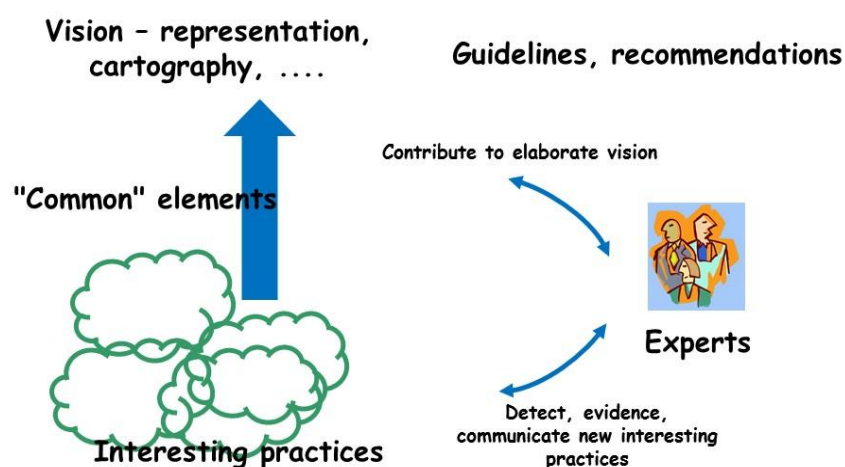 Vision – representation,
cartography, ....
Guidelines, recommendations
Contribute to elaborate vision
"Common" elements
Experts
Interesting practices
Detect, evidence,
communicate new interesting
practices